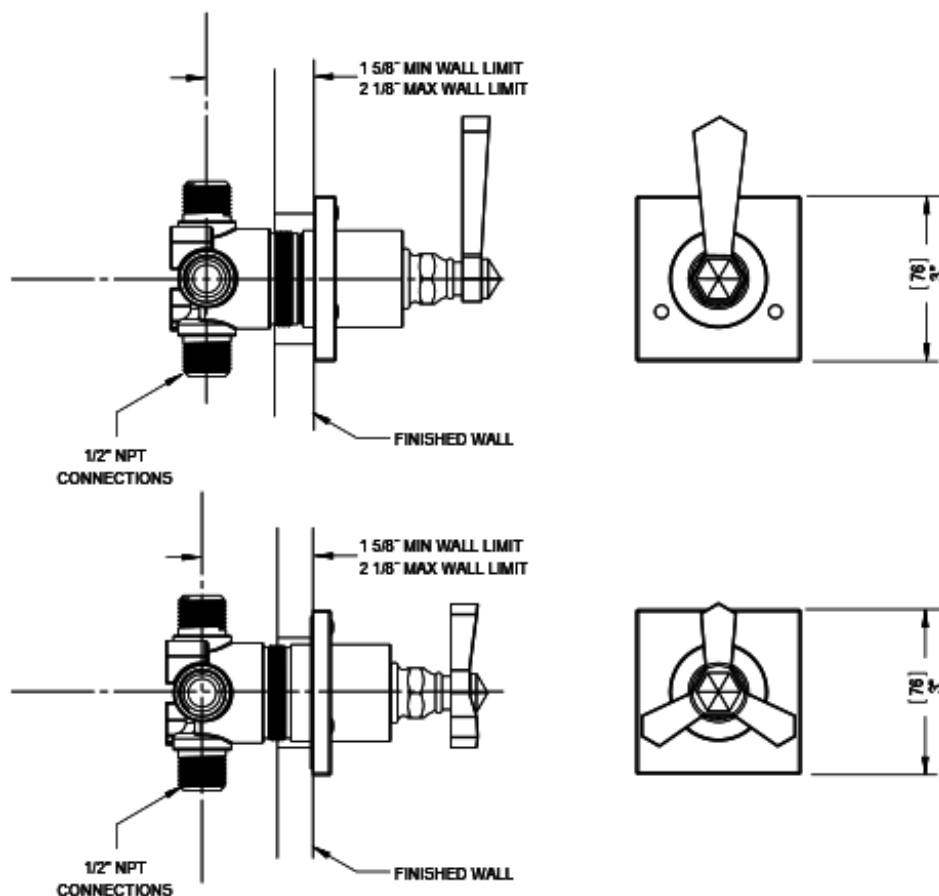 1 5/8" MIN WALL LIMIT
2 1/8" MAX WALL LIMIT
[76]
3"
FINISHED WALL
1/2" NPT
CONNECTIONS
1 5/8" MIN WALL LIMIT
2 1/8" MAX WALL LIMIT
[76]
3"
FINISHED WALL
1/2" NPT
CONNECTIONS